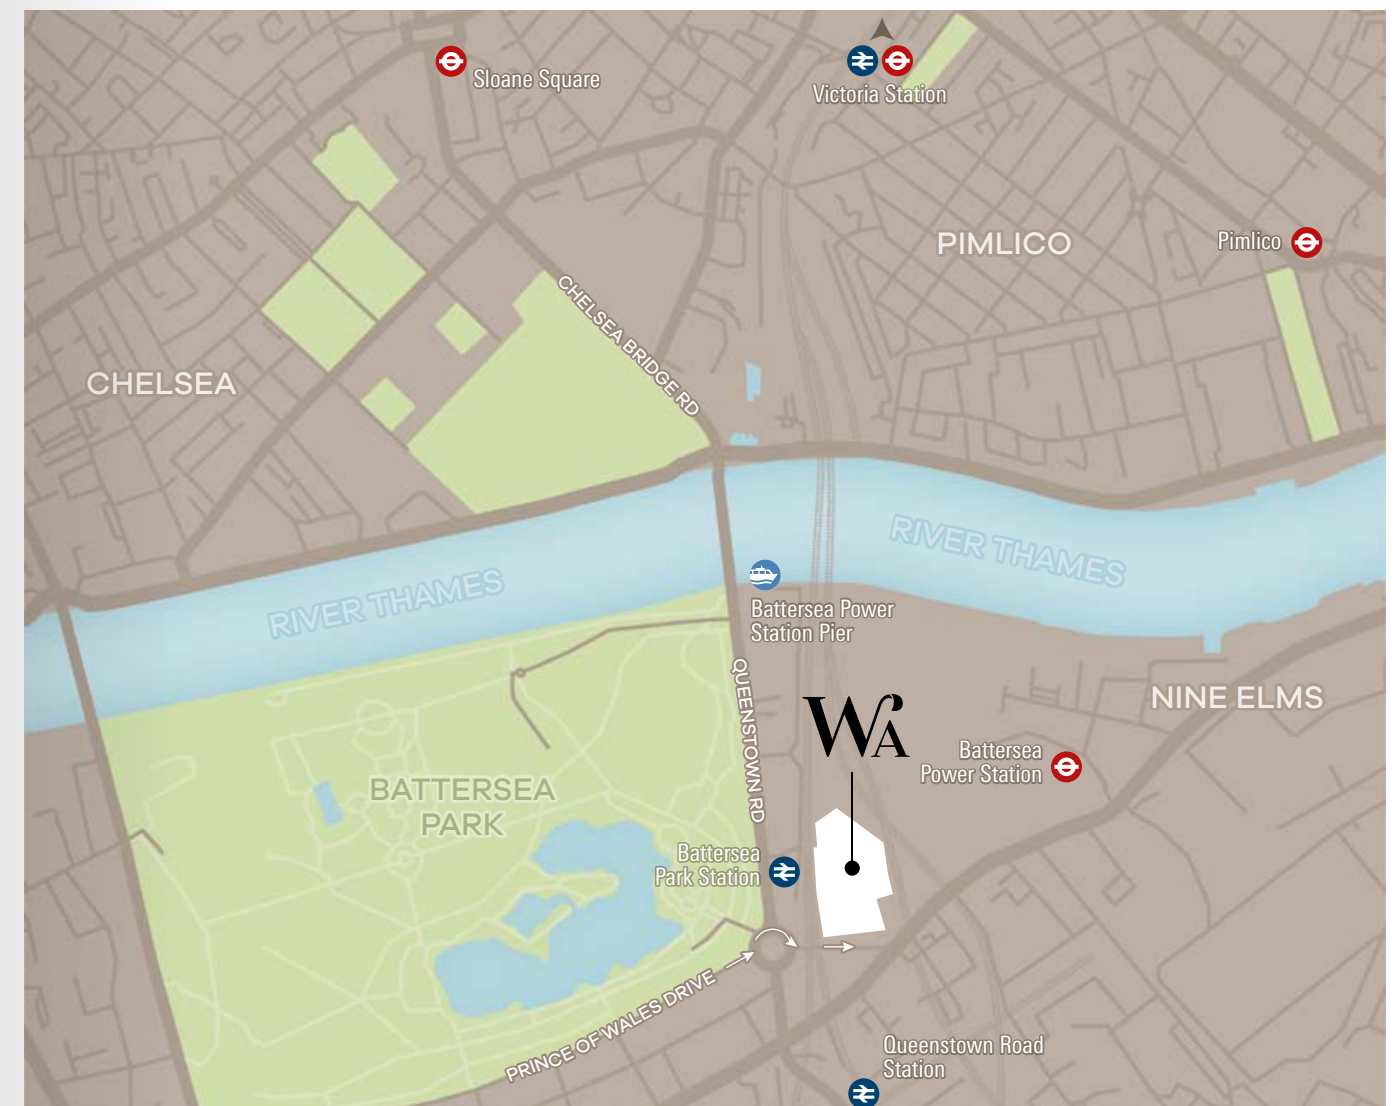 Sloane Square
Victoria Station
PIMLICO
Pimlico
CHELSEA BRIDGE RD
CHELSEA
RIVER THAMES
RIVER THAMES
Battersea Power
Station Pier
QUEENSTOWN RD
NINE ELMS
WA
Battersea
Power Station
BATTERSEA
PARK
Battersea
Park Station
PRINCE OF WALES DRIVE
Queenstown Road
Station